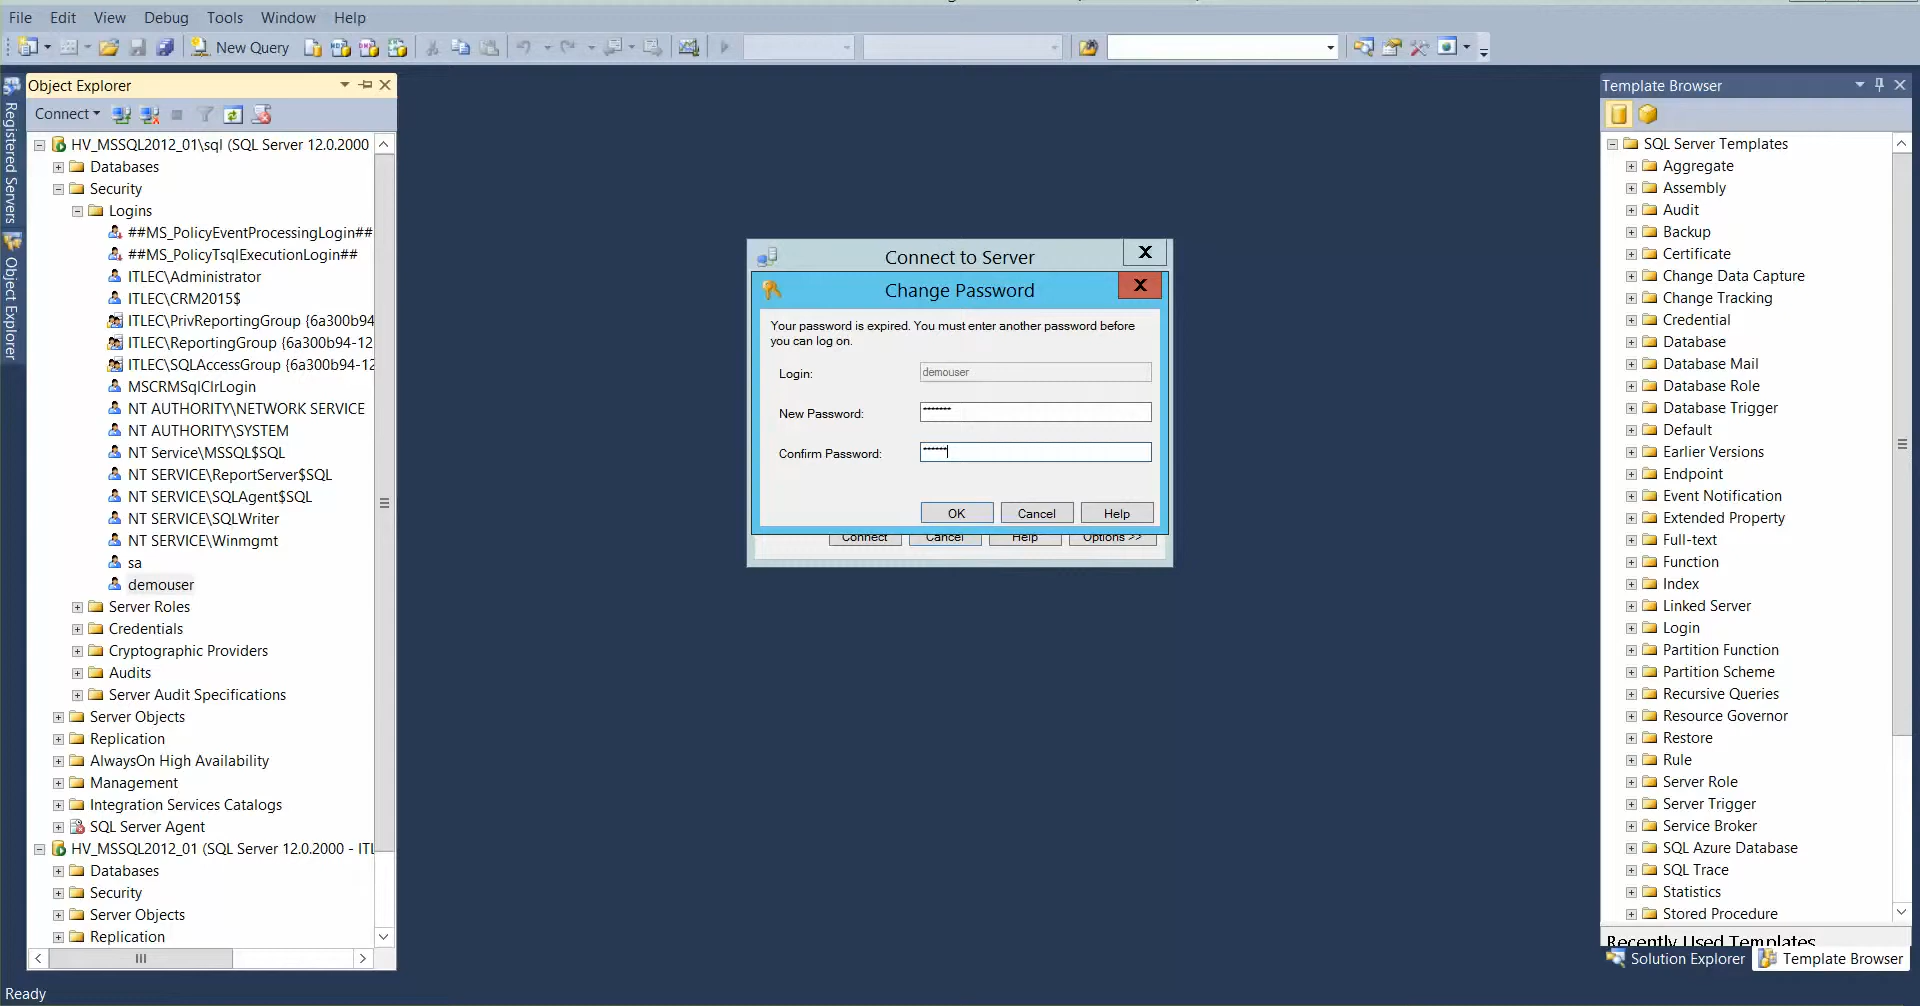 File Edit View Debug Tools Window Help
New Query
Object Explorer
Connect
Registered Servers
Object Explorer
HV_MSSQL2012_01\sql (SQL Server 12.0.2000
Databases
Security
Logins
##MS_PolicyEventProcessingLogin##
##MS_PolicyTsqlExecutionLogin##
ITLEC\Administrator
ITLEC\CRM2015$
ITLEC\PrivReportingGroup {6a300b94
ITLEC\ReportingGroup {6a300b94-12
ITLEC\SQLAccessGroup {6a300b94-12
MSCRMSqlClrLogin
NT AUTHORITY\NETWORK SERVICE
NT AUTHORITY\SYSTEM
NT Service\MSSQL$SQL
NT SERVICE\ReportServer$SQL
NT SERVICE\SQLAgent$SQL
NT SERVICE\SQLWriter
NT SERVICE\Winmgmt
sa
demouser
Server Roles
Credentials
Cryptographic Providers
Audits
Server Audit Specifications
Server Objects
Replication
AlwaysOn High Availability
Management
Integration Services Catalogs
SQL Server Agent
HV_MSSQL2012_01 (SQL Server 12.0.2000 - ITL
Databases
Security
Server Objects
Replication
Connect to Server
X
Change Password
X
Your password is expired. You must enter another password before
you can log on.
Login: demouser
New Password: *******
Confirm Password: ******
OK Cancel Help
Connect Cancel Help Options >>
Template Browser
SQL Server Templates
Aggregate
Assembly
Audit
Backup
Certificate
Change Data Capture
Change Tracking
Credential
Database
Database Mail
Database Role
Database Trigger
Default
Earlier Versions
Endpoint
Event Notification
Extended Property
Full-text
Function
Index
Linked Server
Login
Partition Function
Partition Scheme
Recursive Queries
Resource Governor
Restore
Rule
Server Role
Server Trigger
Service Broker
SQL Azure Database
SQL Trace
Statistics
Stored Procedure
Recently Used Templates
Solution Explorer Template Browser
Ready